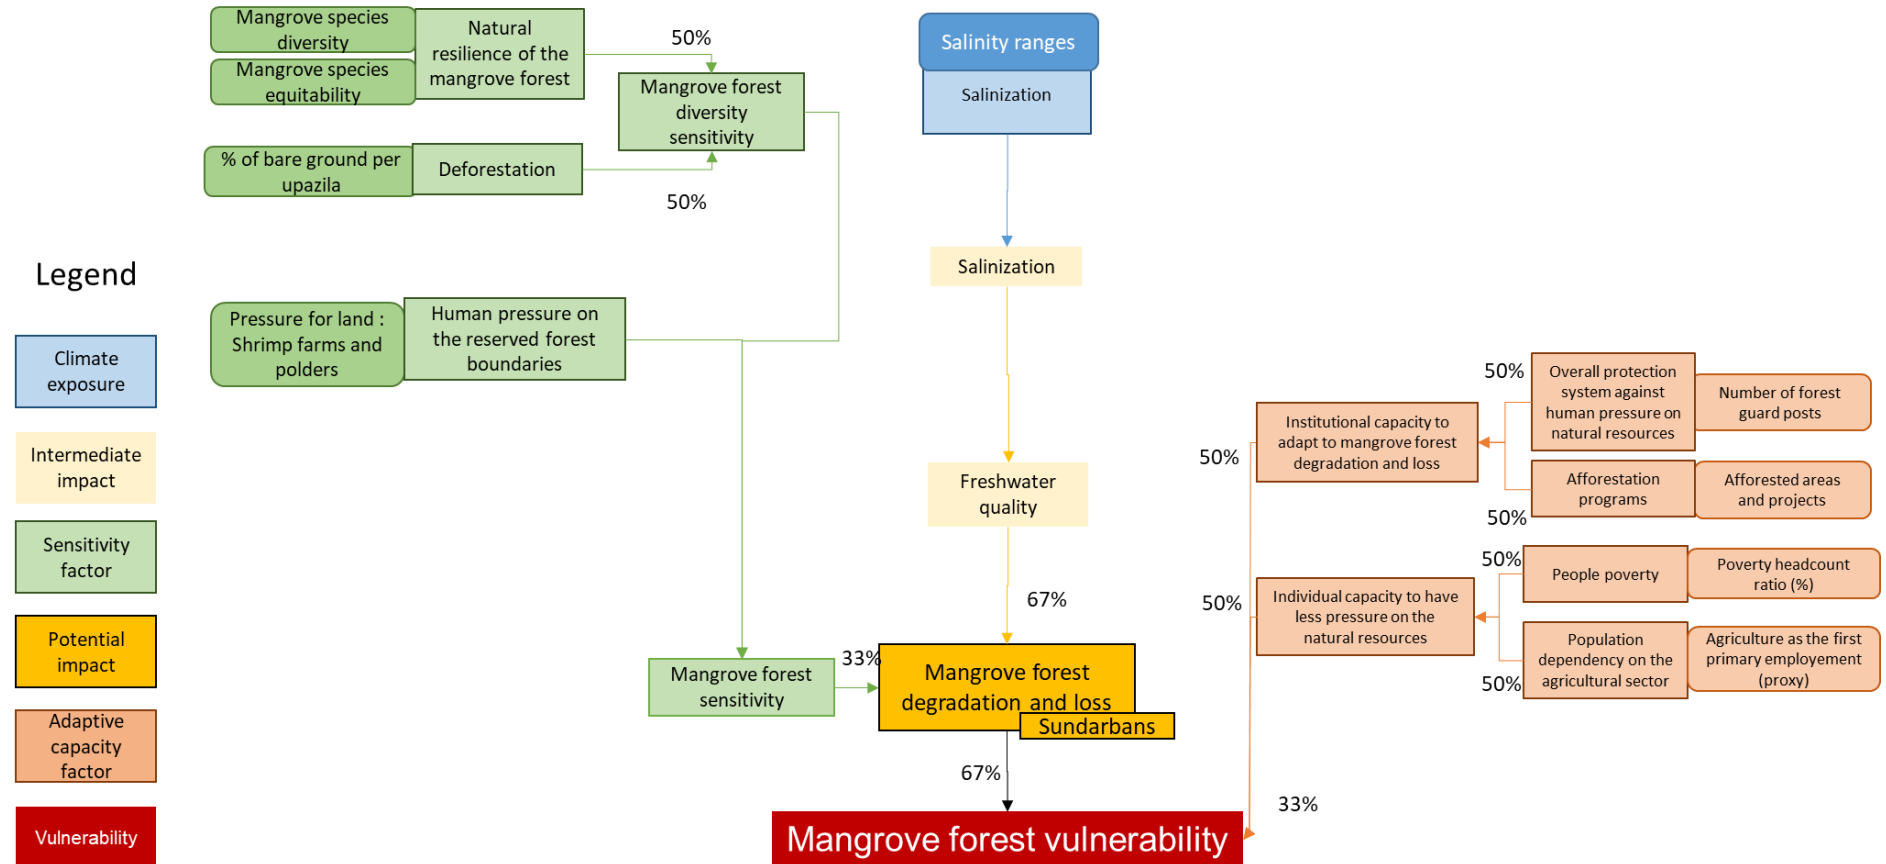 Mangrove species
diversity
Mangrove species
equitability
Natural
resilience of the
mangrove forest
50%
Mangrove forest
diversity
sensitivity
% of bare ground per
upazila
Deforestation
50%
Salinity ranges
Salinization
Salinization
Legend
Climate
exposure
Intermediate
impact
Sensitivity
factor
Potential
impact
Adaptive
capacity
factor
Vulnerability
Pressure for land :
Shrimp farms and
polders
Human pressure on
the reserved forest
boundaries
Freshwater
quality
67%
Mangrove forest
sensitivity
33%
Mangrove forest
degradation and loss
Sundarbans
67%
Mangrove forest vulnerability
33%
50%
Institutional capacity to
adapt to mangrove forest
degradation and loss
50%
Overall protection
system against
human pressure on
natural resources
Number of forest
guard posts
50%
Afforestation
programs
Afforested areas
and projects
50%
Individual capacity to have
less pressure on the
natural resources
50%
People poverty
Poverty headcount
ratio (%)
50%
Population
dependency on the
agricultural sector
Agriculture as the first
primary employement
(proxy)